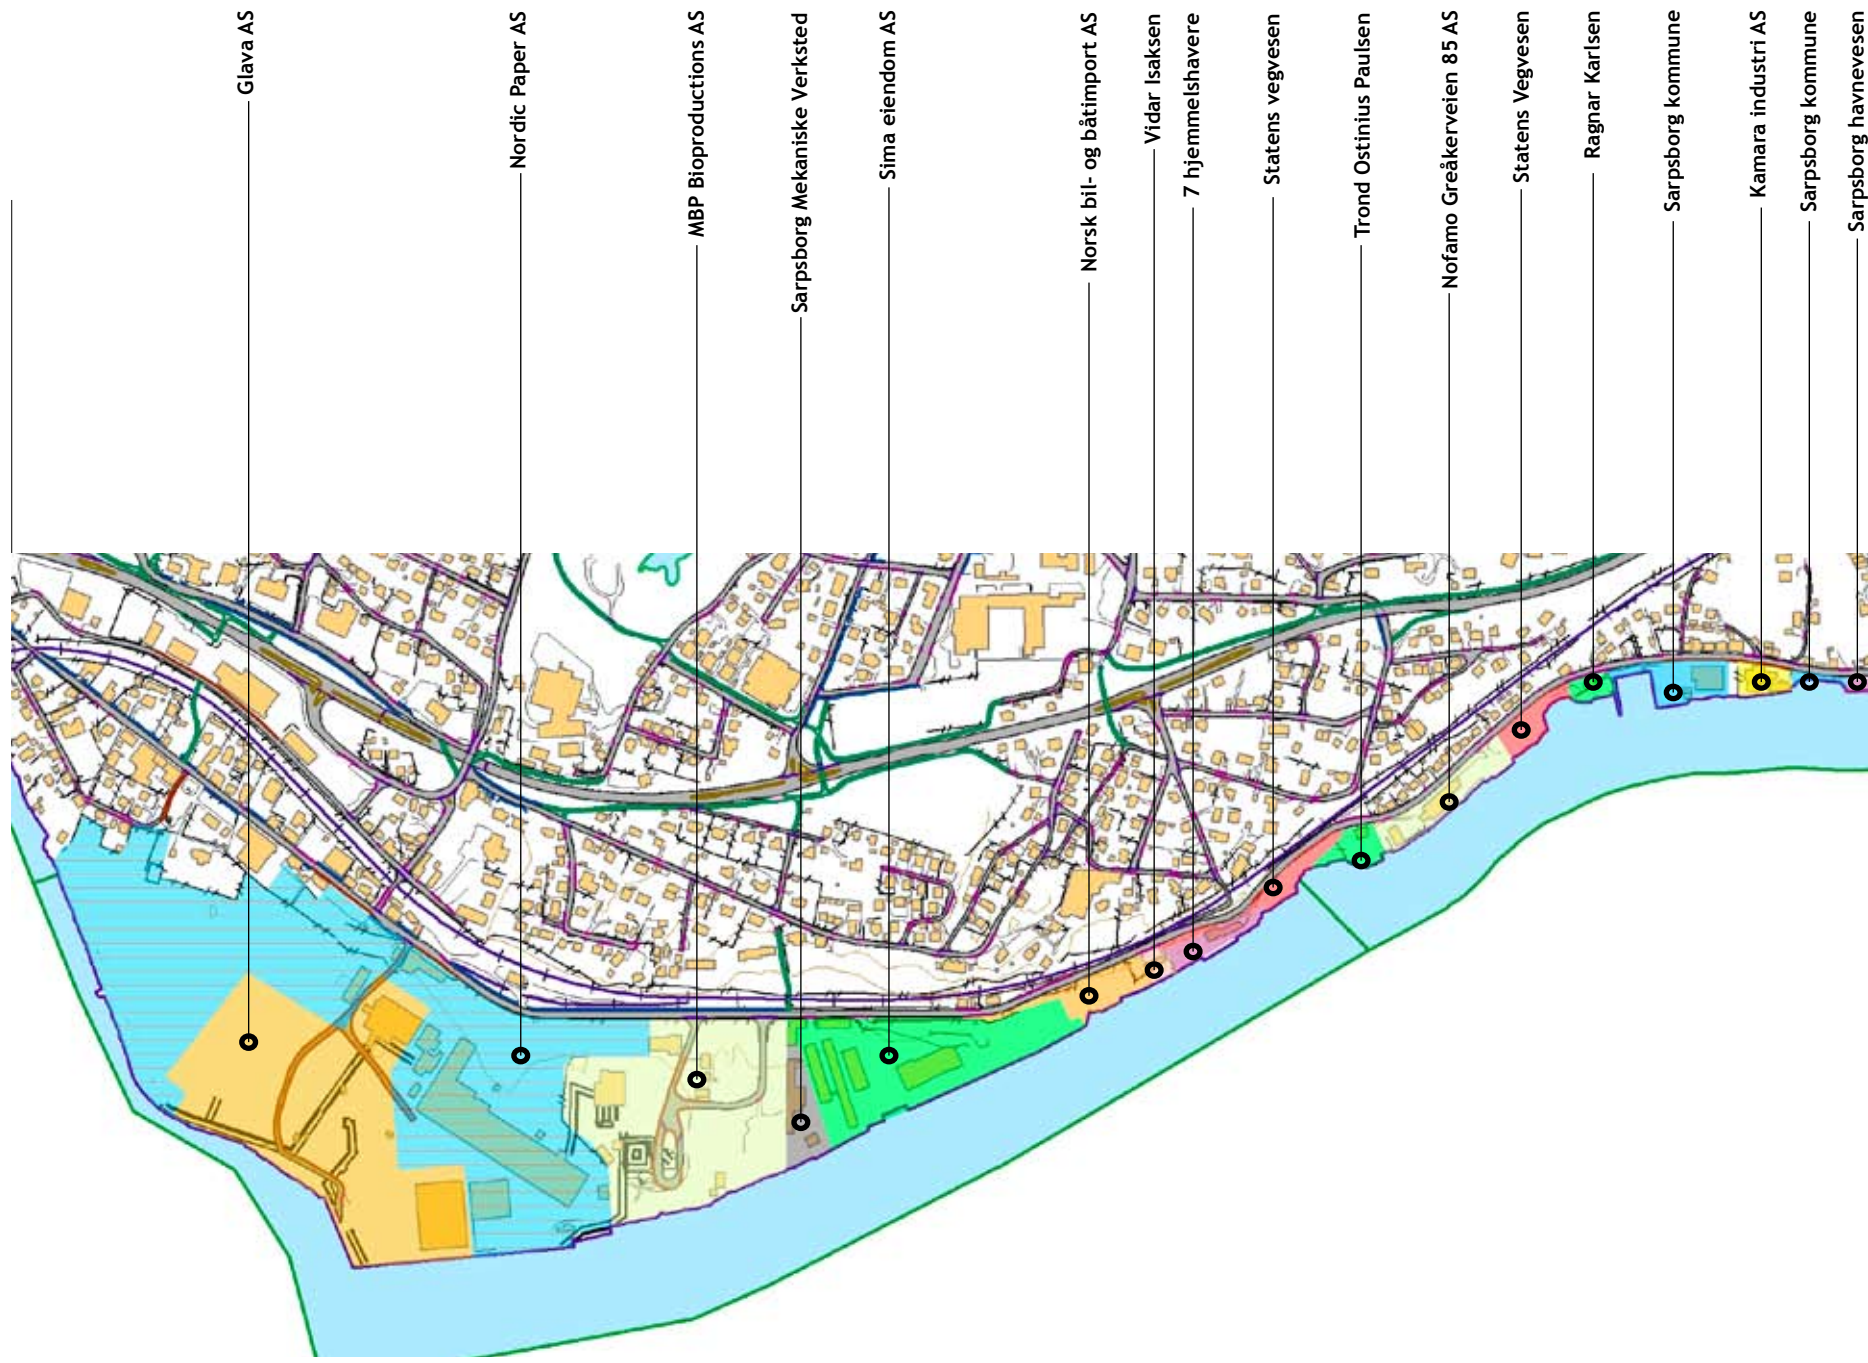 Glava AS
Nordic Paper AS
MBP Bioproductions AS
Sarpsborg Mekaniske Verksted
Sima eiendom AS
Norsk bil- og båtimport AS
Vidar Isaksen
7 hjemmelshavere
Statens vegvesen
Trond Ostinius Paulsen
Nofamo Greåkerveien 85 AS
Statens Vegvesen
Ragnar Karlsen
Sarpsborg kommune
Kamara industri AS
Sarpsborg kommune
Sarpsborg havnevesen